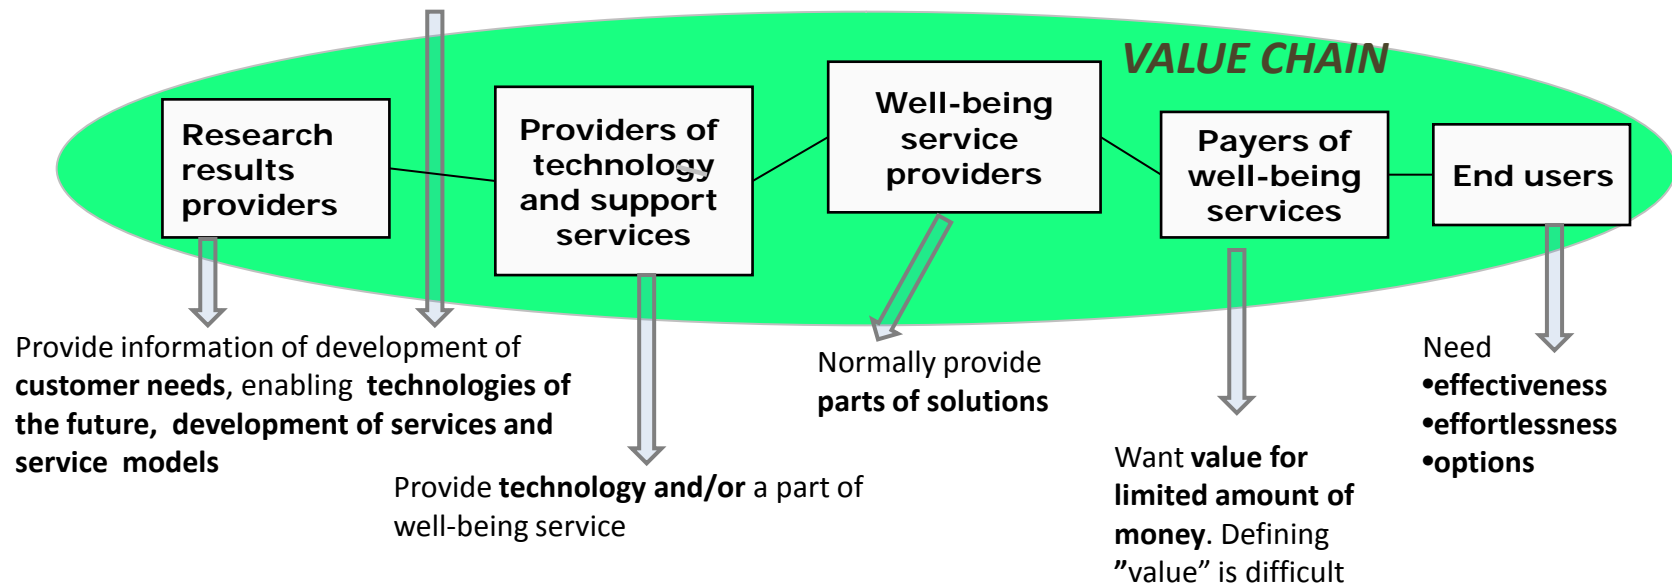 VALUE CHAIN
Research
results
providers
Providers of
technology
and support
services
Well-being
service
providers
Payers of
well-being
services
End users
Provide information of development of
customer needs, enabling technologies of
the future, development of services and
service models
Provide technology and/or a part of
well-being service
Normally provide
parts of solutions
Want value for
limited amount of
money. Defining
”value” is difficult
Need
•effectiveness
•effortlessness
•options